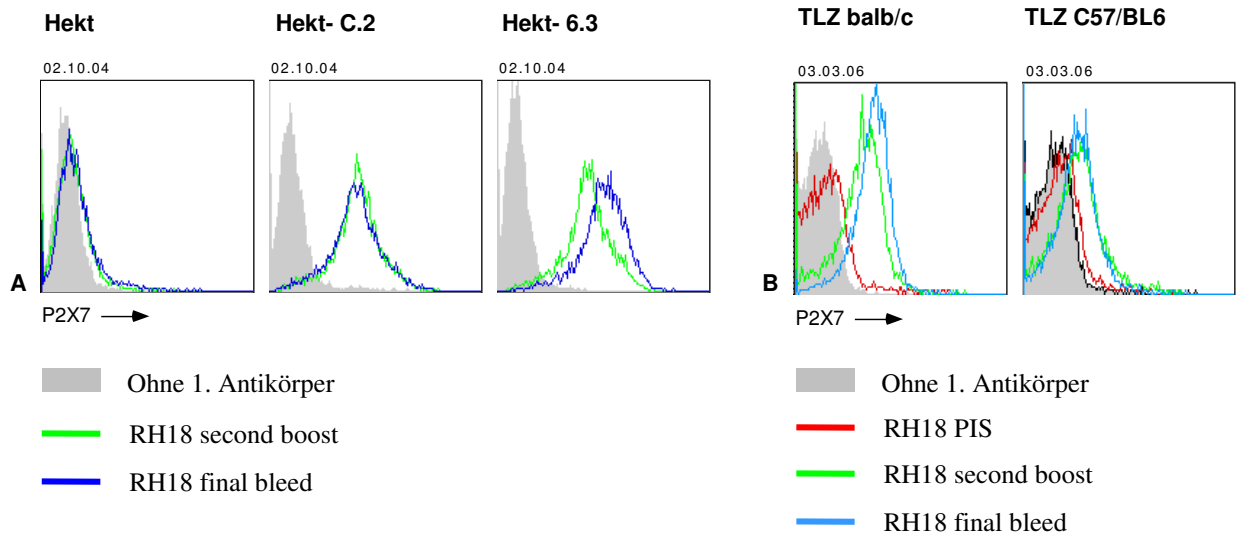 Hekt
Hekt- C.2
Hekt- 6.3
02.10.04
02.10.04
02.10.04
A
P2X7
Ohne 1. Antikörper
RH18 second boost
RH18 final bleed
TLZ balb/c
TLZ C57/BL6
03.03.06
03.03.06
B
P2X7
Ohne 1. Antikörper
RH18 PIS
RH18 second boost
RH18 final bleed